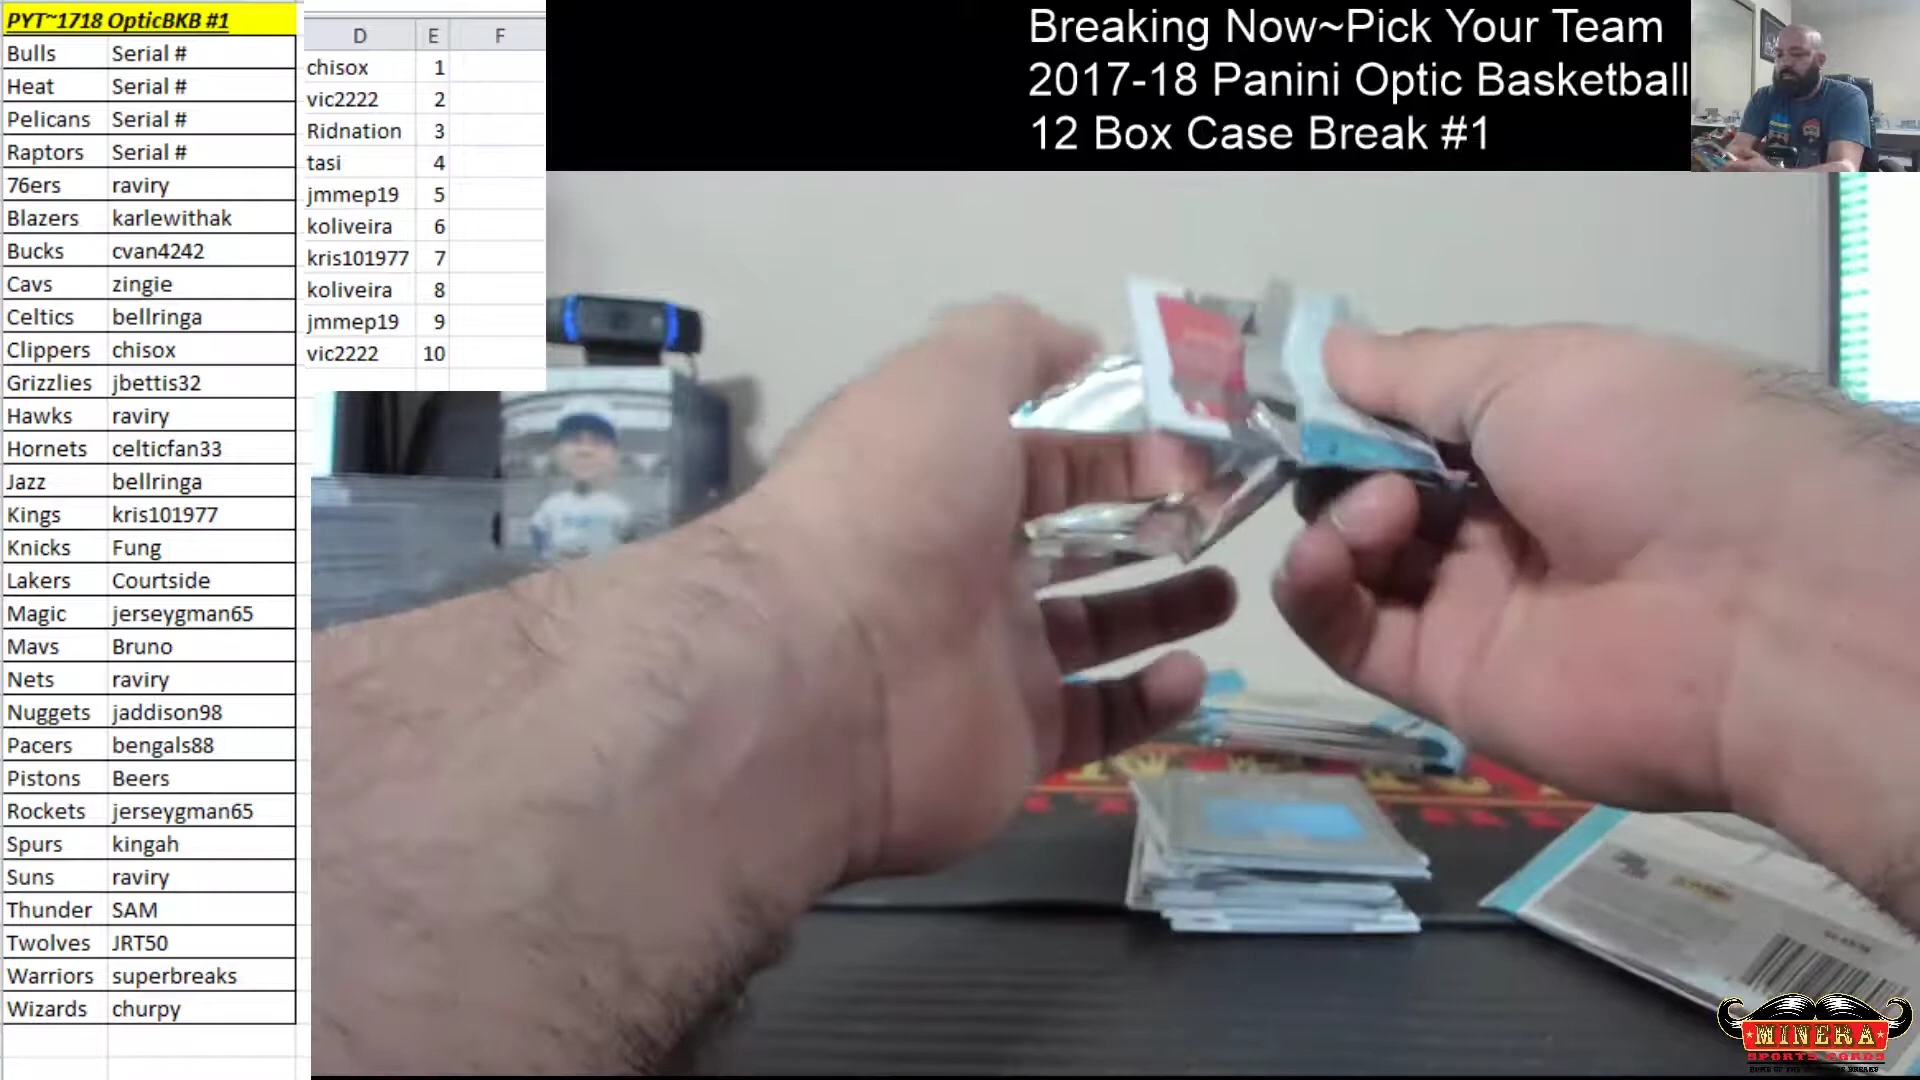 PYT~1718 OpticBKB #1
Bulls Serial #
Heat Serial #
Pelicans Serial #
Raptors Serial #
76ers raviry
Blazers karlewithak
Bucks cvan4242
Cavs zingie
Celtics bellringa
Clippers chisox
Grizzlies jbettis32
Hawks raviry
Hornets celticfan33
Jazz bellringa
Kings kris101977
Knicks Fung
Lakers Courtside
Magic jerseygman65
Mavs Bruno
Nets raviry
Nuggets jaddison98
Pacers bengals88
Pistons Beers
Rockets jerseygman65
Spurs kingah
Suns raviry
Thunder SAM
Twolves JRT50
Warriors superbreaks
Wizards churpy
D E F
chisox 1
vic2222 2
Ridnation 3
tasi 4
jmmep19 5
koliveira 6
kris101977 7
koliveira 8
jmmep19 9
vic2222 10
Breaking Now~Pick Your Team
2017-18 Panini Optic Basketball
12 Box Case Break #1
MINERA
SPORTS CARDS